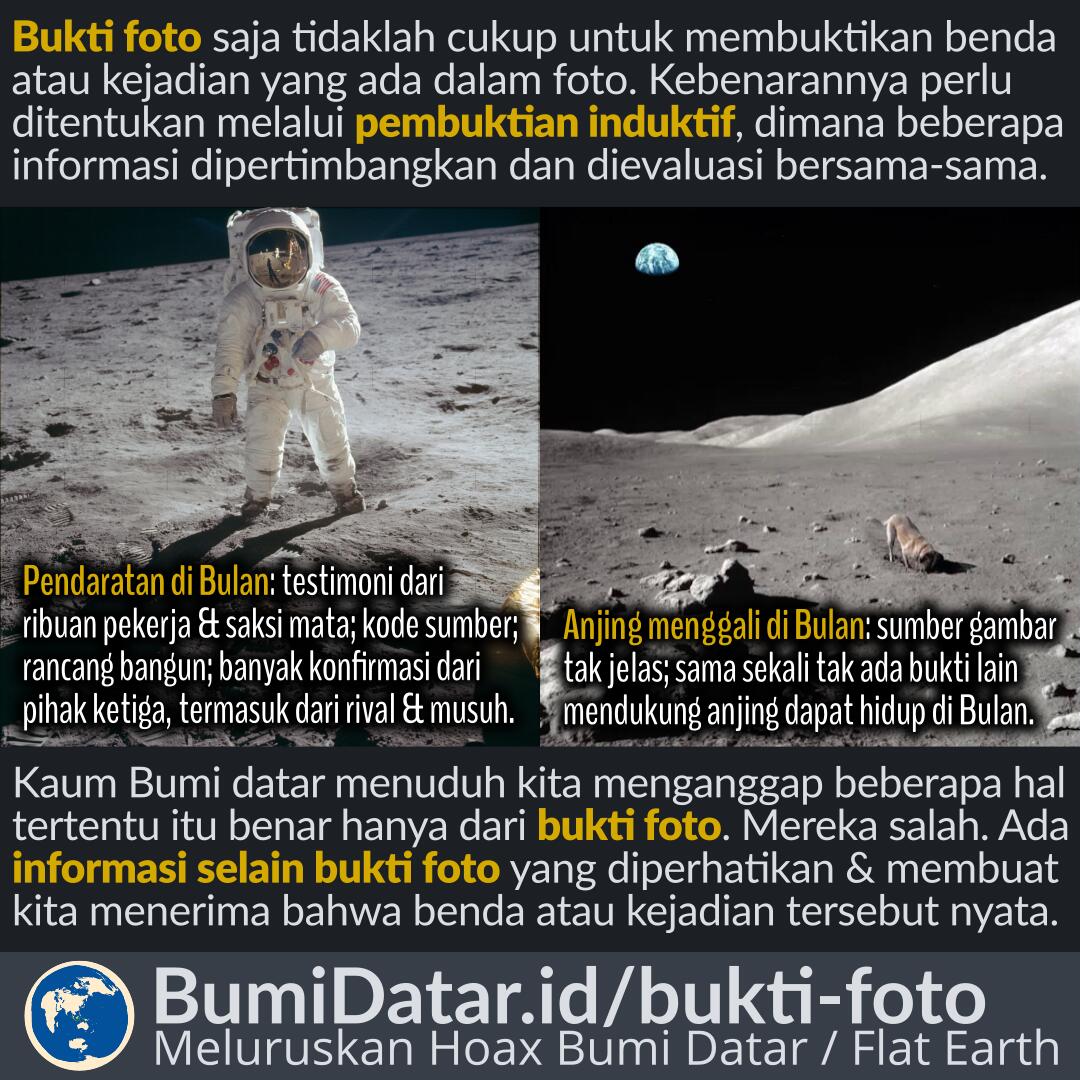 Bukti foto saja tidaklah cukup untuk membuktikan benda
atau kejadian yang ada dalam foto. Kebenarannya perlu
ditentukan melalui pembuktian induktif, dimana beberapa
informasi dipertimbangkan dan dievaluasi bersama-sama.
Pendaratan di Bulan: testimoni dari
ribuan pekerja & saksi mata; kode sumber;
rancang bangun; banyak konfirmasi dari
pihak ketiga, termasuk dari rival & musuh.
Anjing menggali di Bulan: sumber gambar
tak jelas; sama sekali tak ada bukti lain
mendukung anjing dapat hidup di Bulan.
Kaum Bumi datar menuduh kita menganggap beberapa hal
tertentu itu benar hanya dari bukti foto. Mereka salah. Ada
informasi selain bukti foto yang diperhatikan & membuat
kita menerima bahwa benda atau kejadian tersebut nyata.
BumiDatar.id/bukti-foto
Meluruskan Hoax Bumi Datar / Flat Earth